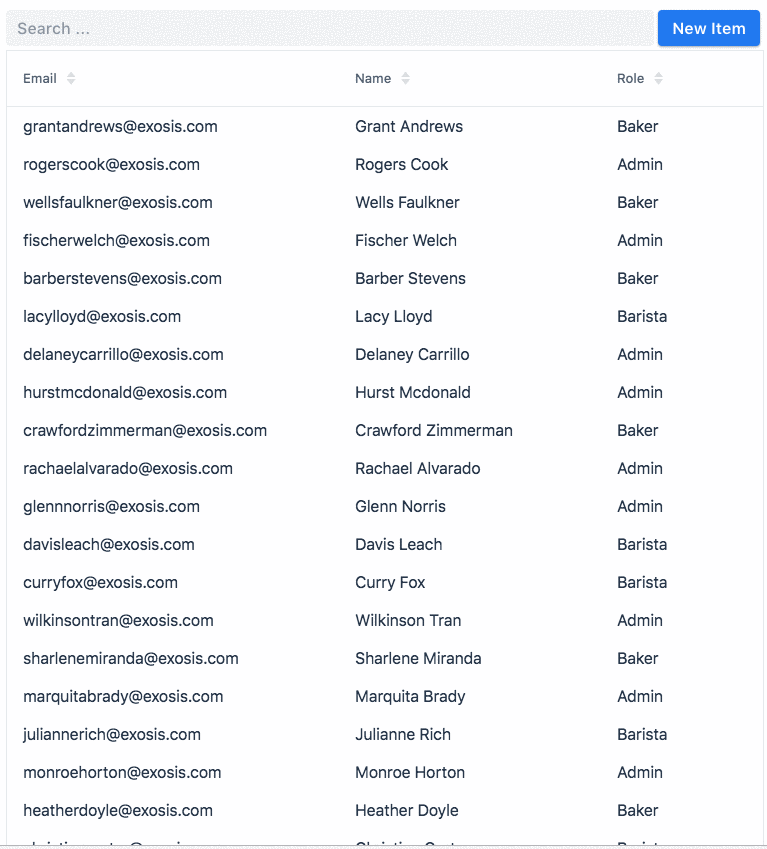 Search ... New Item
Email Name Role
grantandrews@exosis.com Grant Andrews Baker
rogerscook@exosis.com Rogers Cook Admin
wellsfaulkner@exosis.com Wells Faulkner Baker
fischerwelch@exosis.com Fischer Welch Admin
barberstevens@exosis.com Barber Stevens Baker
lacylloyd@exosis.com Lacy Lloyd Barista
delaneycarrillo@exosis.com Delaney Carrillo Admin
hurstmcdonald@exosis.com Hurst Mcdonald Admin
crawfordzimmerman@exosis.com Crawford Zimmerman Baker
rachaelalvarado@exosis.com Rachael Alvarado Admin
glennnorris@exosis.com Glenn Norris Admin
davisleach@exosis.com Davis Leach Barista
curryfox@exosis.com Curry Fox Barista
wilkinsontran@exosis.com Wilkinson Tran Admin
sharlenemiranda@exosis.com Sharlene Miranda Baker
marquitabrady@exosis.com Marquita Brady Admin
juliannerich@exosis.com Julianne Rich Barista
monroehorton@exosis.com Monroe Horton Admin
heatherdoyle@exosis.com Heather Doyle Baker